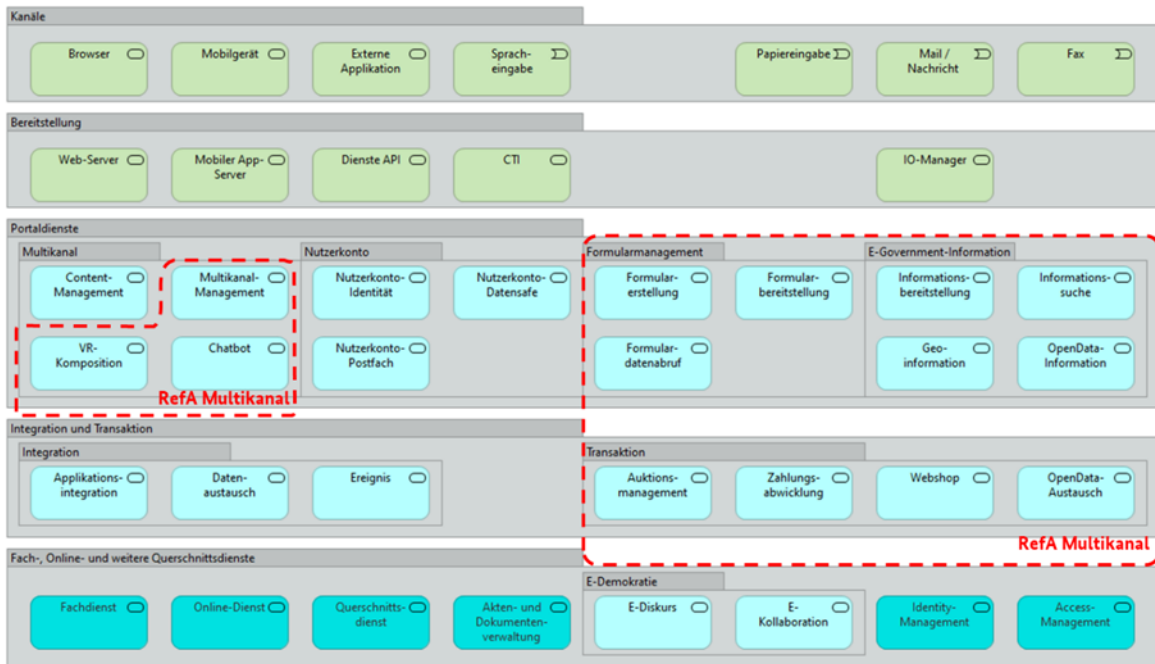 Kanäle
Browser
Mobilgerät
Externe
Applikation
Sprach-
eingabe
Papiereingabe
Mail /
Nachricht
Fax
Bereitstellung
Web-Server
Mobiler App-
Server
Dienste API
CTI
IO-Manager
Portaldienste
Multikanal
Nutzerkonto
Formularmanagement
E-Government-Information
Content-
Management
Multikanal-
Management
Nutzerkonto-
Identität
Nutzerkonto-
Datensafe
Formular-
erstellung
Formular-
bereitstellung
Informations-
bereitstellung
Informations-
suche
VR-
Komposition
Chatbot
Nutzerkonto-
Postfach
Formular-
datenabruf
Geo-
information
OpenData-
Information
RefA Multikanal
Integration und Transaktion
Integration
Transaktion
Applikations-
integration
Daten-
austausch
Ereignis
Auktions-
management
Zahlungs-
abwicklung
Webshop
OpenData-
Austausch
RefA Multikanal
Fach-, Online- und weitere Querschnittsdienste
E-Demokratie
Fachdienst
Online-Dienst
Querschnitts-
dienst
Akten- und
Dokumenten-
verwaltung
E-Diskurs
E-
Kollaboration
Identity-
Management
Access-
Management